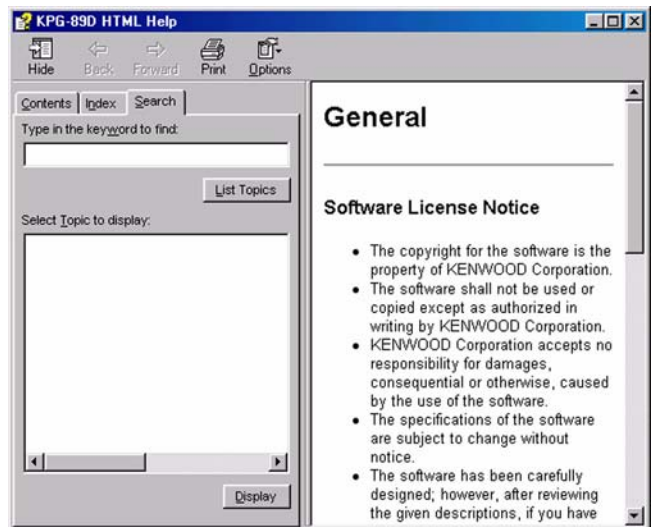 KPG-89D HTML Help
Hide Back Forward Print Options
Contents Index Search
Type in the keyword to find:
List Topics
Select Topic to display:
Display
General
Software License Notice
• The copyright for the software is the
property of KENWOOD Corporation.
• The software shall not be used or
copied except as authorized in
writing by KENWOOD Corporation.
• KENWOOD Corporation accepts no
responsibility for damages,
consequential or otherwise, caused
by the use of the software.
• The specifications of the software
are subject to change without
notice.
• The software has been carefully
designed; however, after reviewing
the given descriptions, if you have